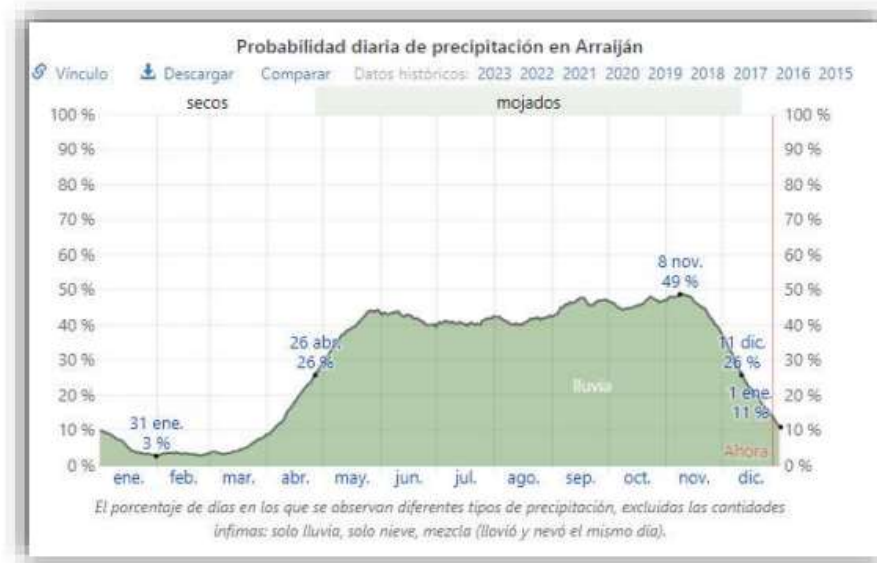 Probabilidad diaria de precipitación en Arraiján
Vínculo Descargar Comparar Datos históricos: 2023 2022 2021 2020 2019 2018 2017 2016 2015
secos mojados
100 % 100 %
90 % 90 %
80 % 80 %
70 % 70 %
60 % 60 %
8 nov.
50 % 49 % 50 %
40 % 40 %
26 abr. 11 dic.
30 % 26 % 26 % 30 %
lluvia
20 % 1 ene. 20 %
31 ene. 11 %
10 % 3 % 10 %
Ahora
0 % 0 %
ene. feb. mar. abr. may. jun. jul. ago. sep. oct. nov. dic.
El porcentaje de días en los que se observan diferentes tipos de precipitación, excluidas las cantidades
ínfimas: solo lluvia, solo nieve, mezcla (llovió y nevó el mismo día).